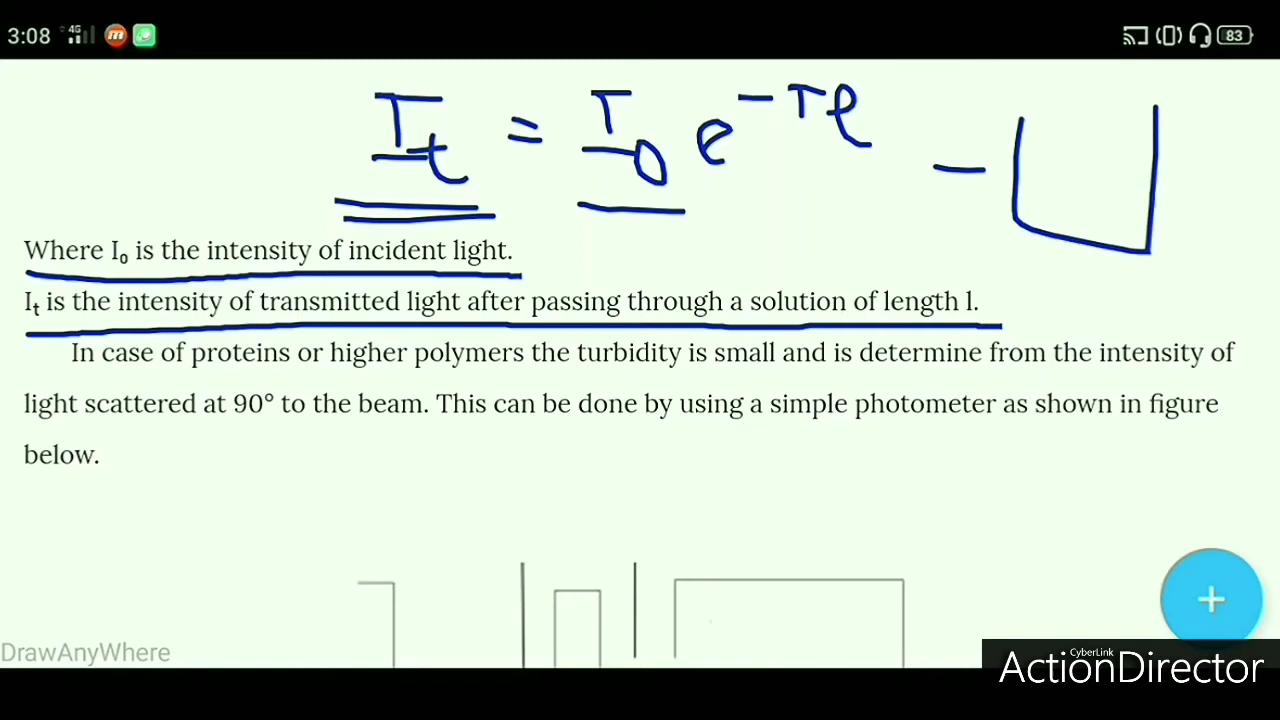 3:08 4G 83
I_t = I_0 e^{-τl}
Where I₀ is the intensity of incident light.
Iₜ is the intensity of transmitted light after passing through a solution of length l.
In case of proteins or higher polymers the turbidity is small and is determine from the intensity of
light scattered at 90° to the beam. This can be done by using a simple photometer as shown in figure
below.
+
DrawAnyWhere
CyberLink
ActionDirector